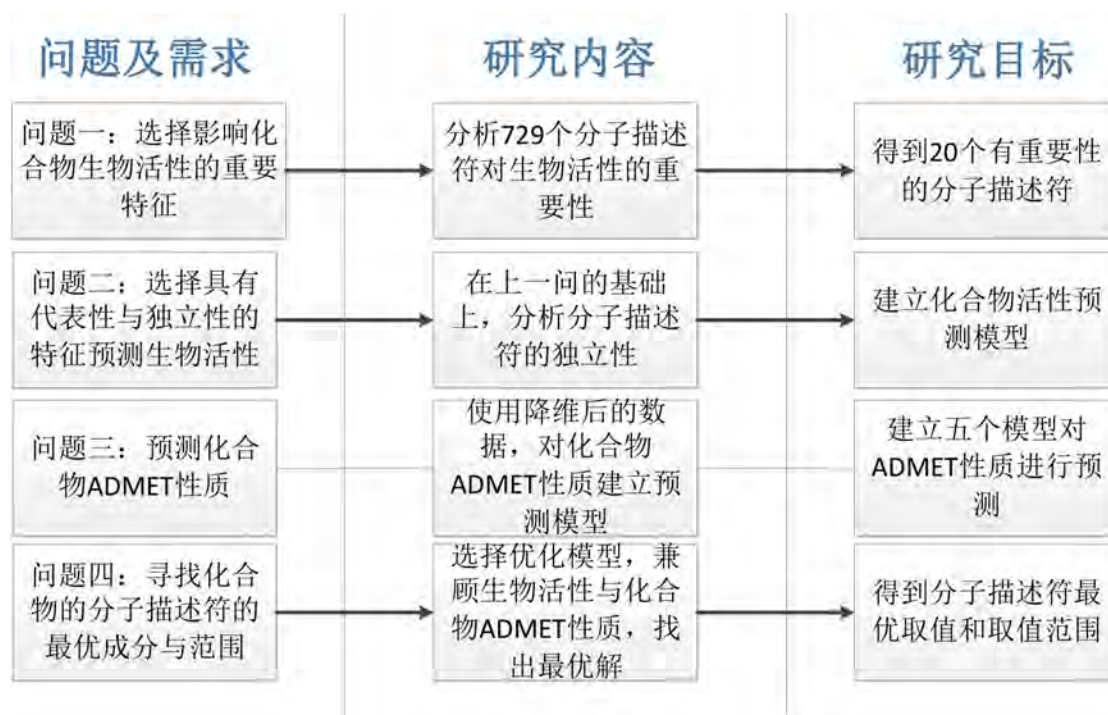 问题及需求
研究内容
研究目标
问题一：选择影响化
合物生物活性的重要
特征
分析729个分子描述
符对生物活性的重
要性
得到20个有重要性
的分子描述符
问题二：选择具有
代表性与独立性的
特征预测生物活性
在上一问的基础
上，分析分子描述
符的独立性
建立化合物活性预
测模型
问题三：预测化合
物ADMET性质
使用降维后的数
据，对化合物
ADMET性质建立预
测模型
建立五个模型对
ADMET性质进行预
测
问题四：寻找化合
物的分子描述符的
最优成分与范围
选择优化模型，兼
顾生物活性与化合
物ADMET性质，找
出最优解
得到分子描述符最
优取值和取值范围